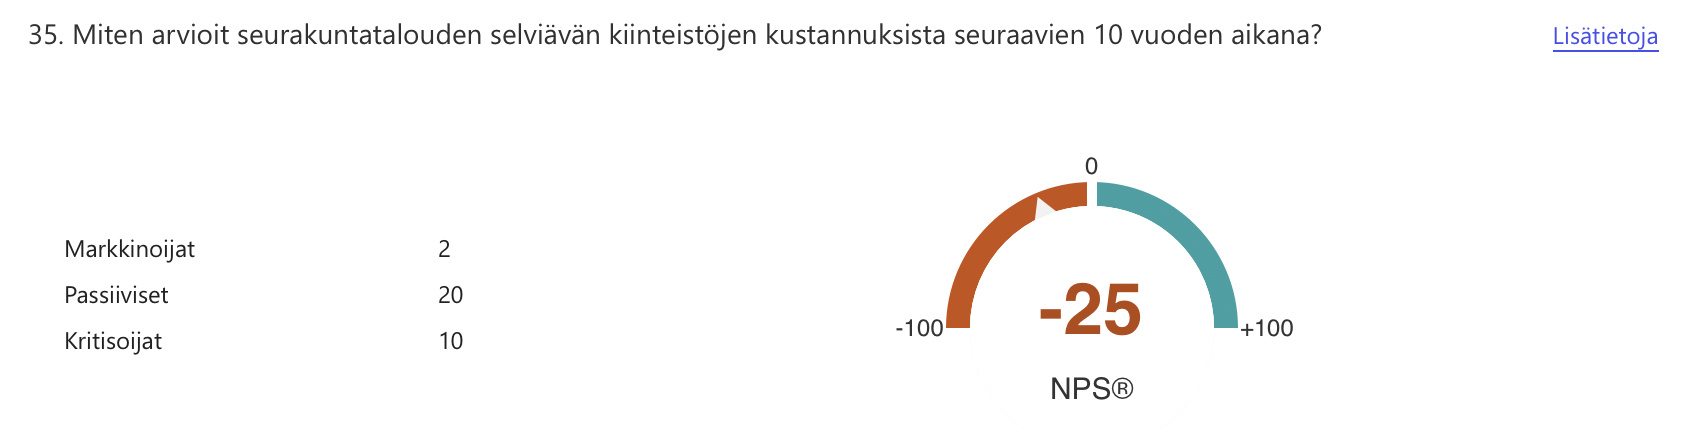 35. Miten arvioit seurakuntatalouden selviävän kiinteistöjen kustannuksista seuraavien 10 vuoden aikana?
Lisätietoja
Markkinoijat 2
Passiiviset 20
Kritisoijat 10
0
-100
-25
+100
NPS®